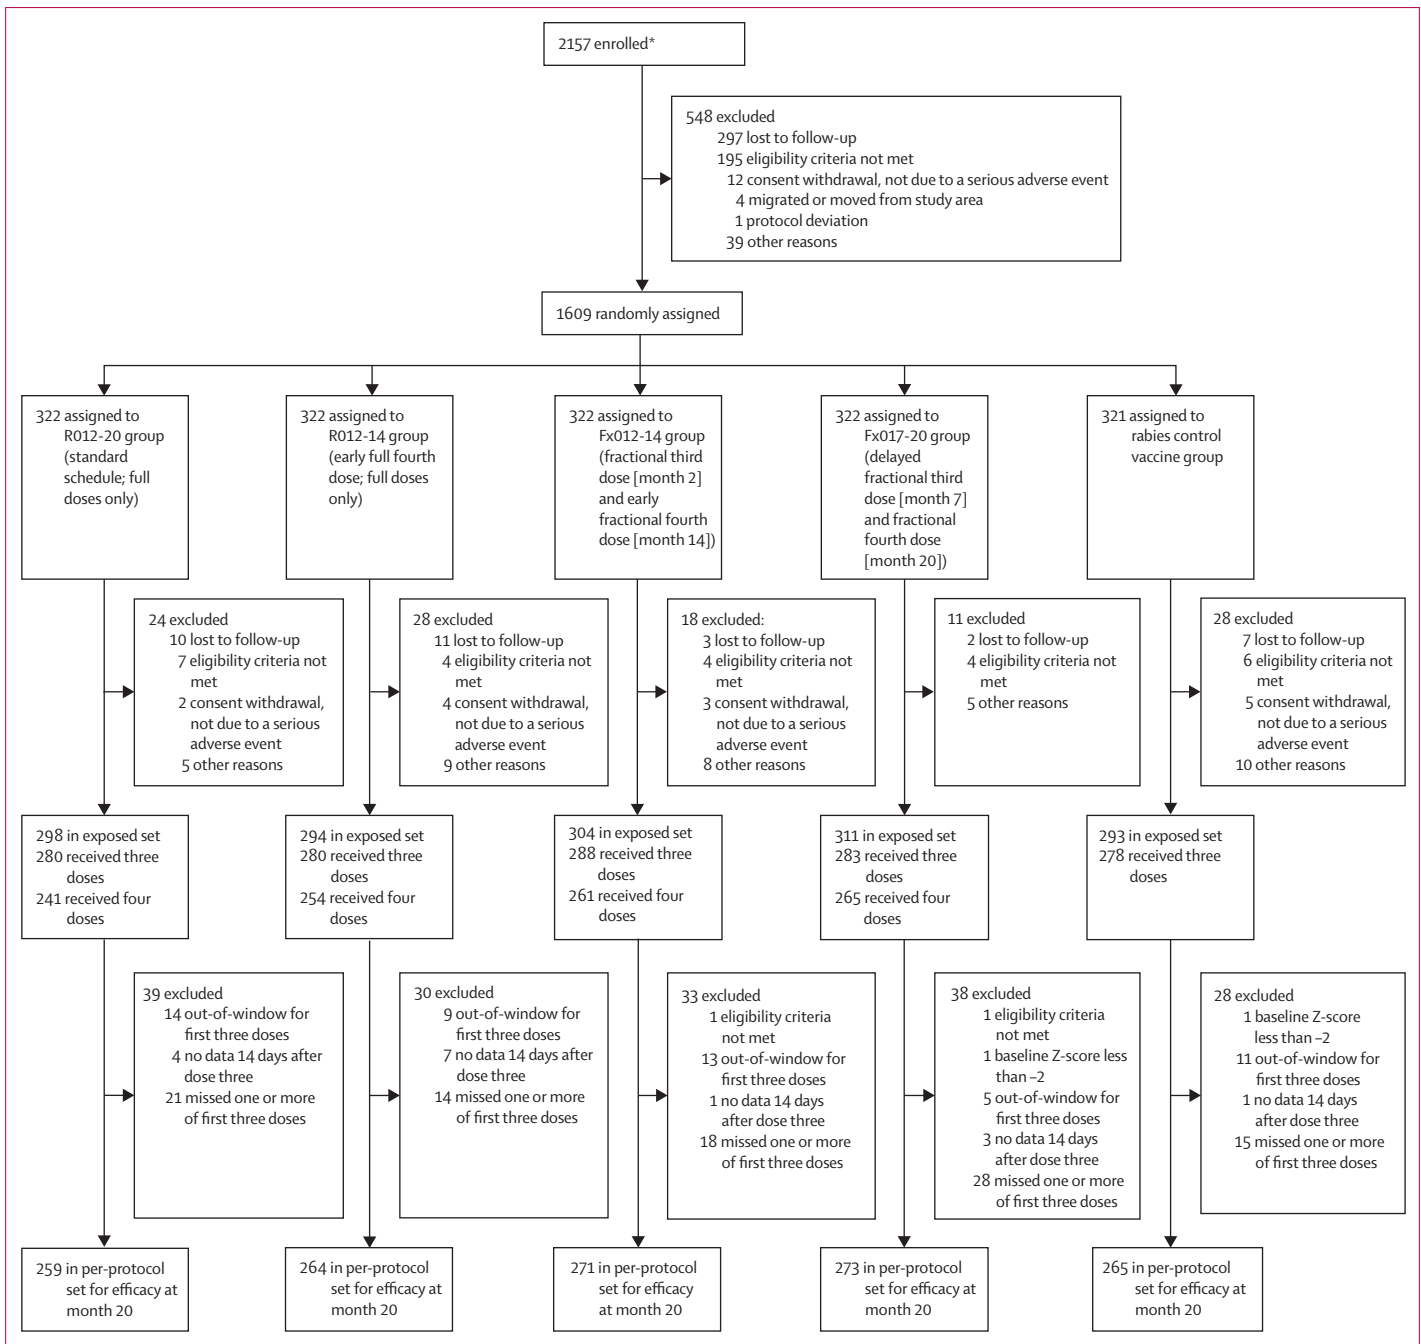 2157 enrolled*
548 excluded
297 lost to follow-up
195 eligibility criteria not met
12 consent withdrawal, not due to a serious adverse event
4 migrated or moved from study area
1 protocol deviation
39 other reasons
1609 randomly assigned
322 assigned to
R012-20 group
(standard
schedule; full
doses only)
322 assigned to
R012-14 group
(early full fourth
dose; full doses
only)
322 assigned to
Fx012-14 group
(fractional third
dose [month 2]
and early
fractional fourth
dose [month 14])
322 assigned to
Fx017-20 group
(delayed
fractional third
dose [month 7]
and fractional
fourth dose
[month 20])
321 assigned to
rabies control
vaccine group
24 excluded
10 lost to follow-up
7 eligibility criteria not
met
2 consent withdrawal,
not due to a serious
adverse event
5 other reasons
28 excluded
11 lost to follow-up
4 eligibility criteria not
met
4 consent withdrawal,
not due to a serious
adverse event
9 other reasons
18 excluded:
3 lost to follow-up
4 eligibility criteria not
met
3 consent withdrawal,
not due to a serious
adverse event
8 other reasons
11 excluded
2 lost to follow-up
4 eligibility criteria not
met
5 other reasons
28 excluded
7 lost to follow-up
6 eligibility criteria not
met
5 consent withdrawal,
not due to a serious
adverse event
10 other reasons
298 in exposed set
280 received three
doses
241 received four
doses
294 in exposed set
280 received three
doses
254 received four
doses
304 in exposed set
288 received three
doses
261 received four
doses
311 in exposed set
283 received three
doses
265 received four
doses
293 in exposed set
278 received three
doses
39 excluded
14 out-of-window for
first three doses
4 no data 14 days after
dose three
21 missed one or more
of first three doses
30 excluded
9 out-of-window for
first three doses
7 no data 14 days after
dose three
14 missed one or more
of first three doses
33 excluded
1 eligibility criteria
not met
13 out-of-window for
first three doses
1 no data 14 days
after dose three
18 missed one or more
of first three doses
38 excluded
1 eligibility criteria
not met
1 baseline Z-score less
than –2
5 out-of-window for
first three doses
3 no data 14 days
after dose three
28 missed one or more
of first three doses
28 excluded
1 baseline Z-score
less than –2
11 out-of-window for
first three doses
1 no data 14 days
after dose three
15 missed one or more
of first three doses
259 in per-protocol
set for efficacy at
month 20
264 in per-protocol
set for efficacy at
month 20
271 in per-protocol
set for efficacy
at month 20
273 in per-protocol
set for efficacy at
month 20
265 in per-protocol
set for efficacy at
month 20